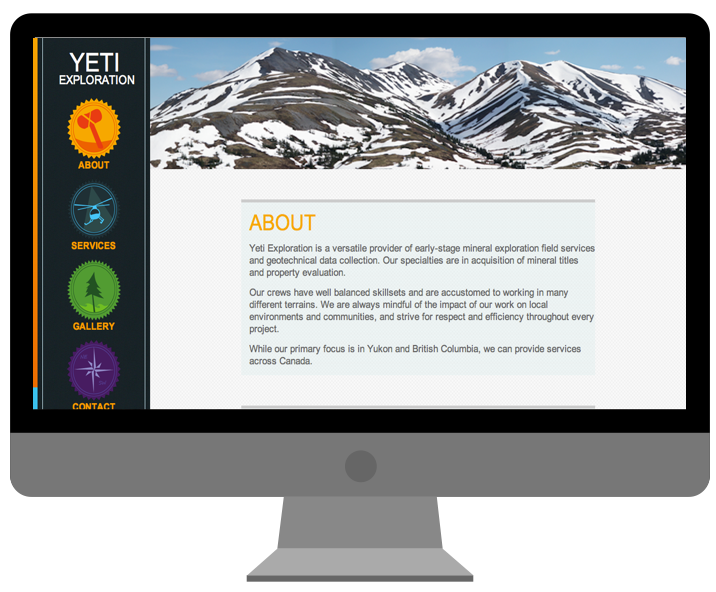 YETI
EXPLORATION
ABOUT
SERVICES
GALLERY
CONTACT
ABOUT
Yeti Exploration is a versatile provider of early-stage mineral exploration field services
and geotechnical data collection. Our specialties are in acquisition of mineral titles
and property evaluation.
Our crews have well balanced skillsets and are accustomed to working in many
different terrains. We are always mindful of the impact of our work on local
environments and communities, and strive for respect and efficiency throughout every
project.
While our primary focus is in Yukon and British Columbia, we can provide services
across Canada.